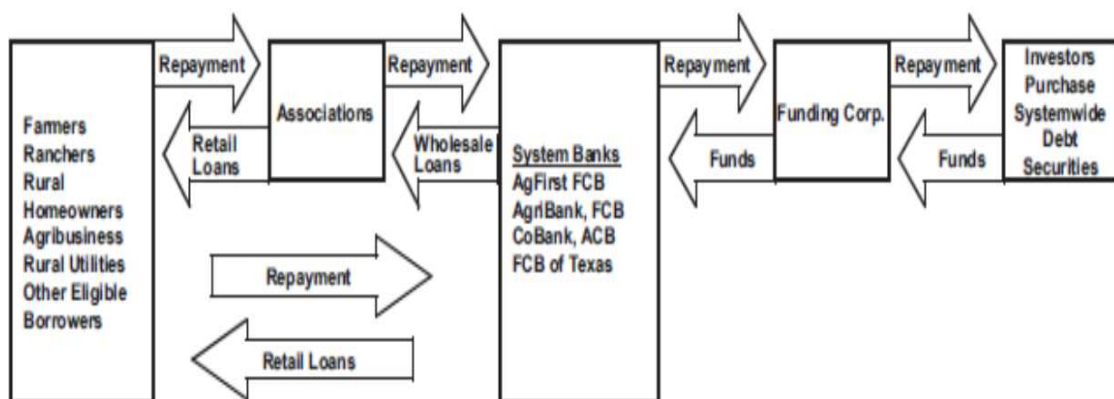 Farmers
Ranchers
Rural
Homeowners
Agribusiness
Rural Utilities
Other Eligible
Borrowers
Repayment
Retail
Loans
Associations
Repayment
Wholesale
Loans
Repayment
Retail Loans
System Banks
AgFirst FCB
AgriBank, FCB
CoBank, ACB
FCB of Texas
Repayment
Funds
Funding Corp.
Repayment
Funds
Investors
Purchase
Systemwide
Debt
Securities